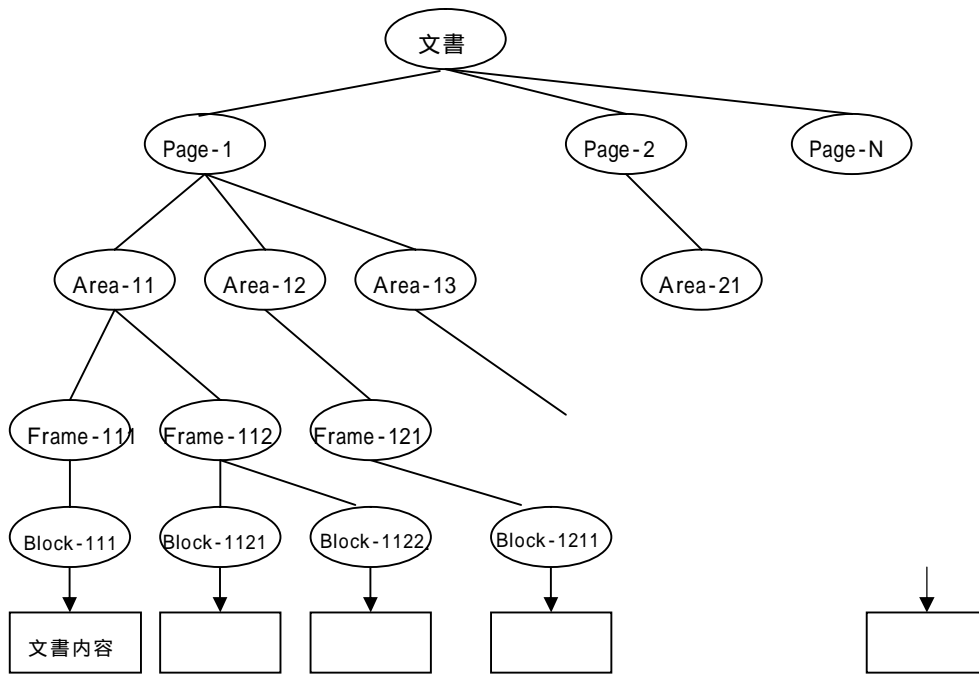 文書
Page-1
Page-2
Page-N
Area-11
Area-12
Area-13
Area-21
Frame-111
Frame-112
Frame-121
Block-111
Block-1121
Block-1122
Block-1211
文書内容